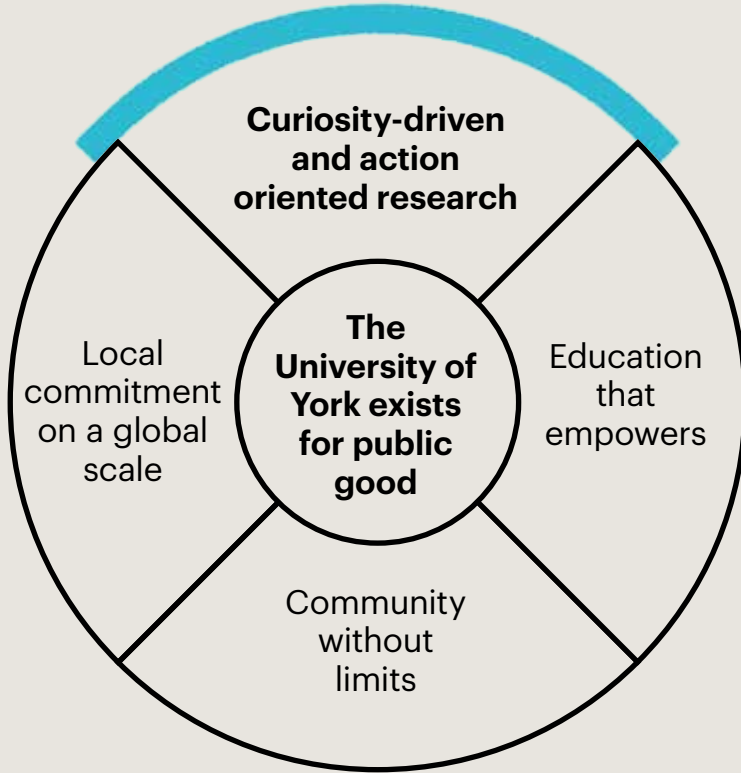 Curiosity-driven
and action
oriented research
The
University of
York exists
for public
good
Local
commitment
on a global
scale
Education
that
empowers
Community
without
limits